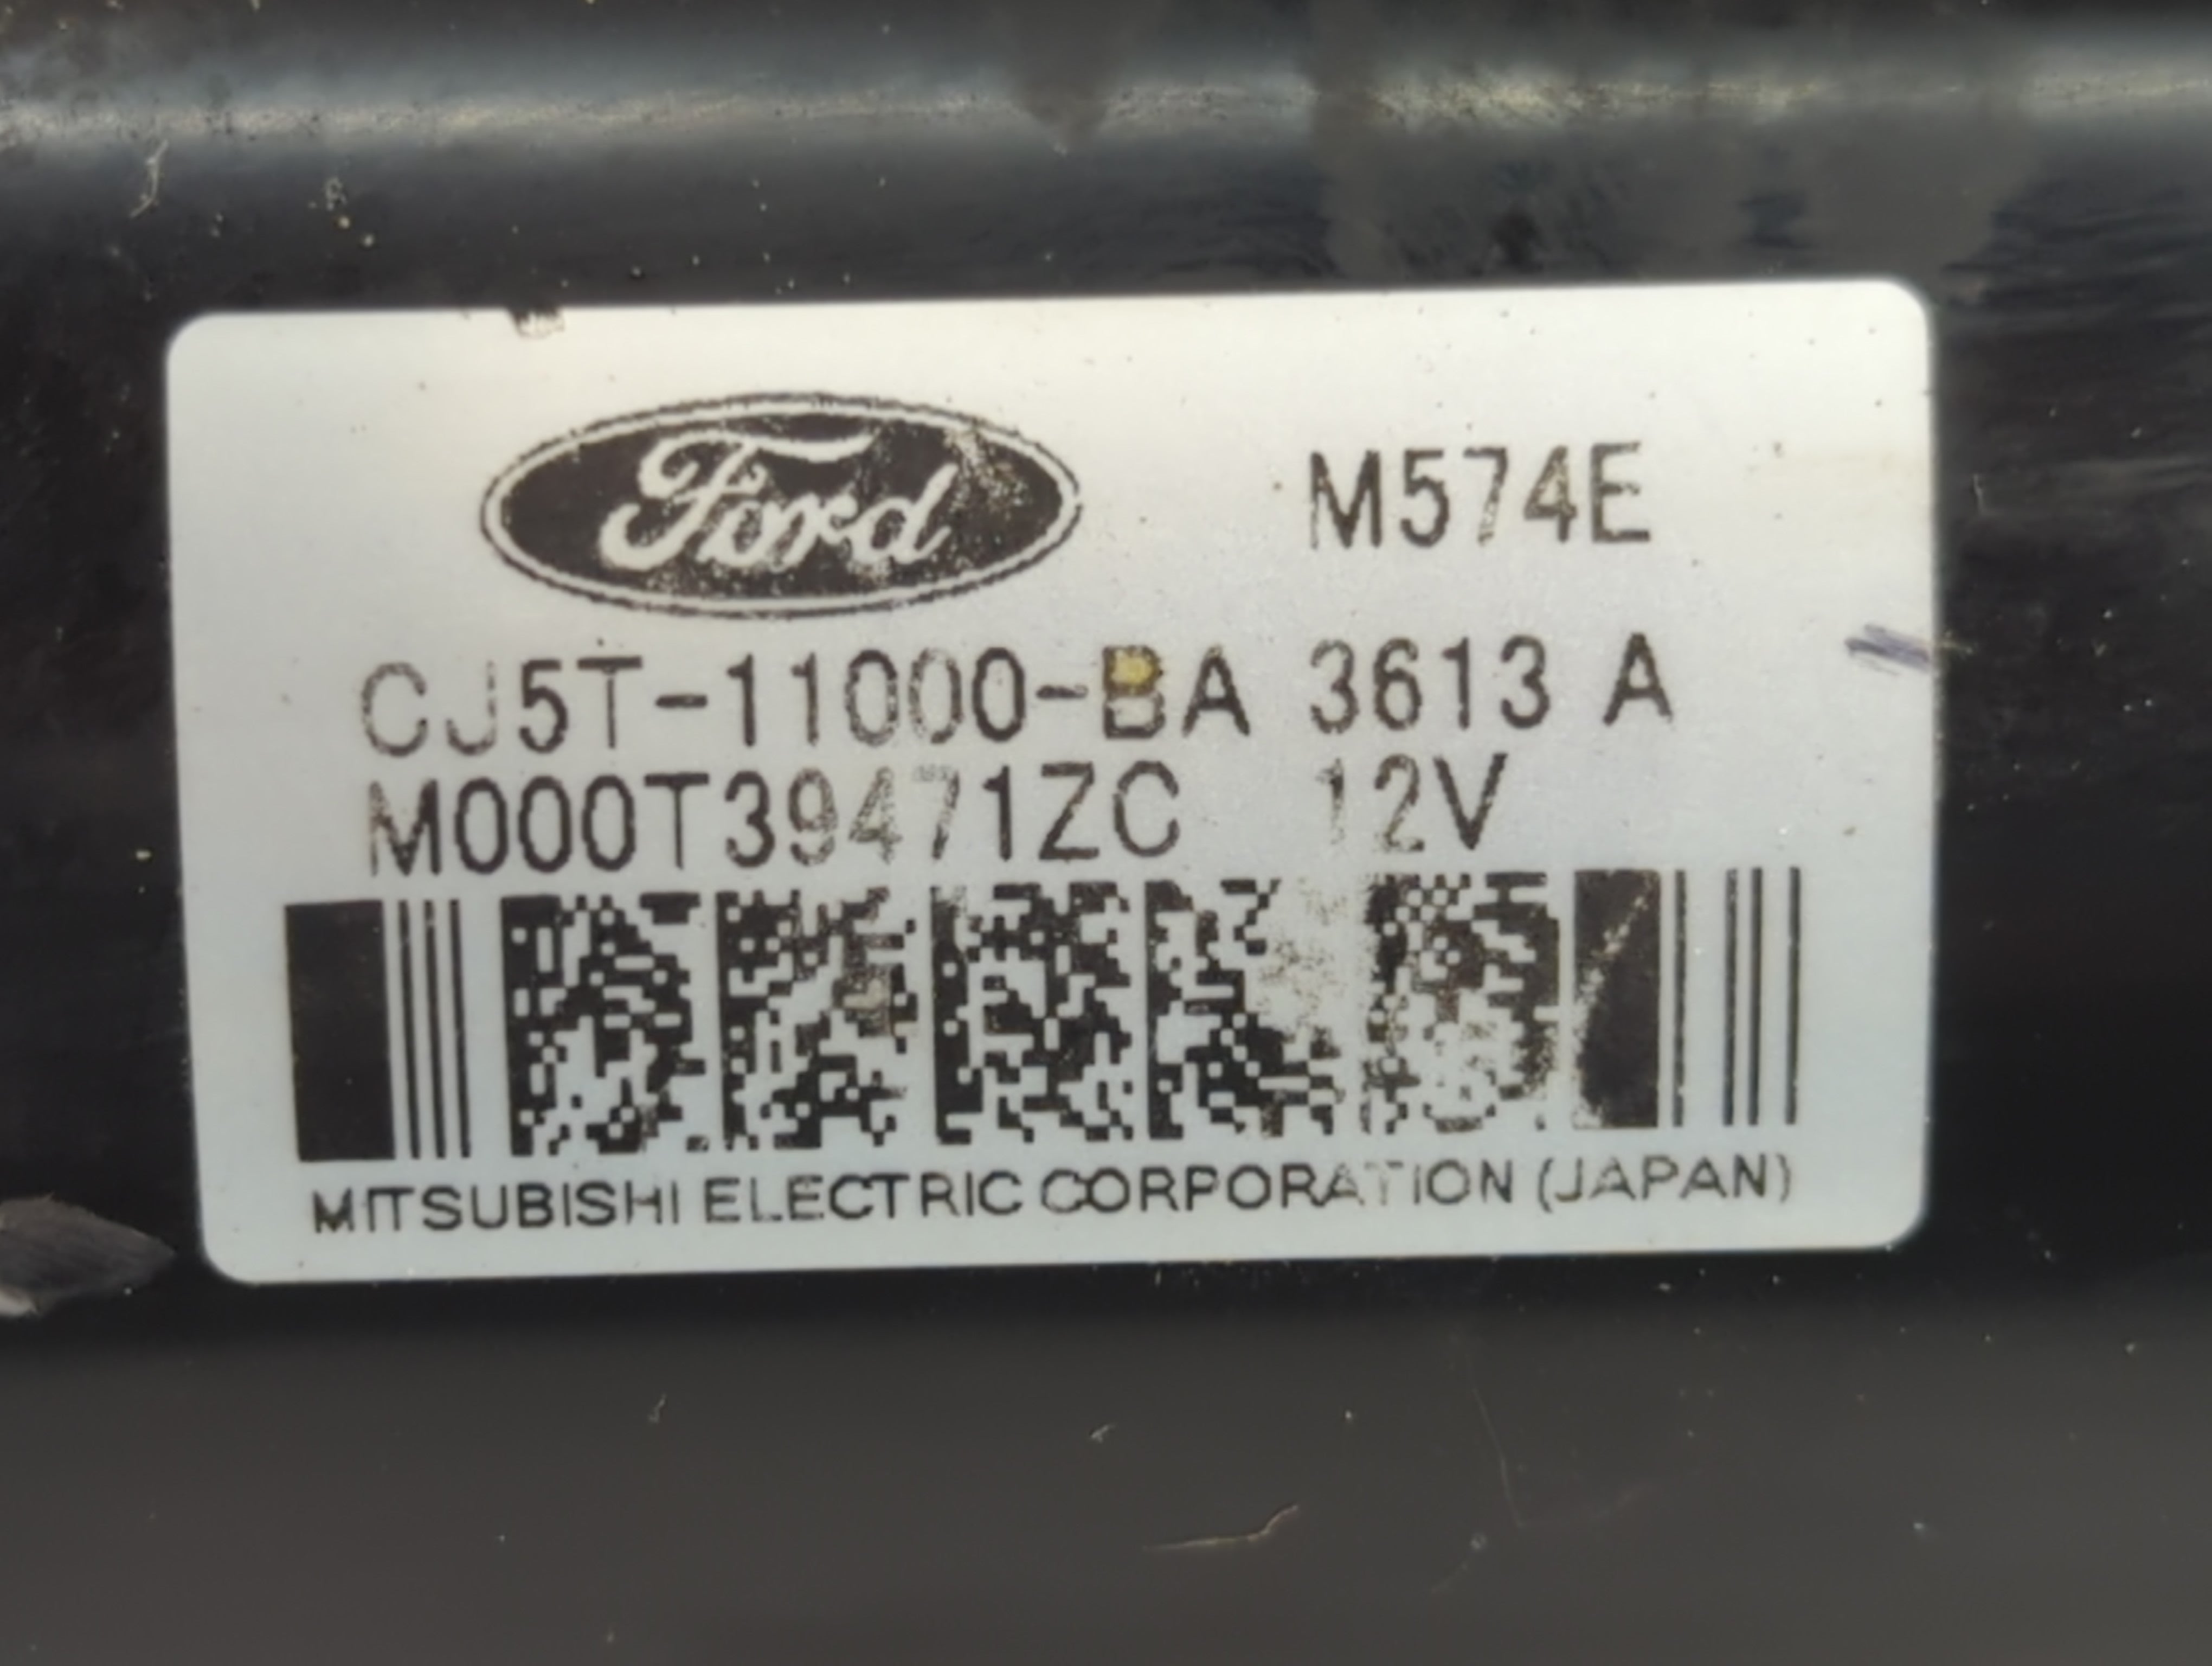 Ford M574E
CJ5T-11000-BA 3613 A
M000T39471ZC 12V
MITSUBISHI ELECTRIC CORPORATION (JAPAN)